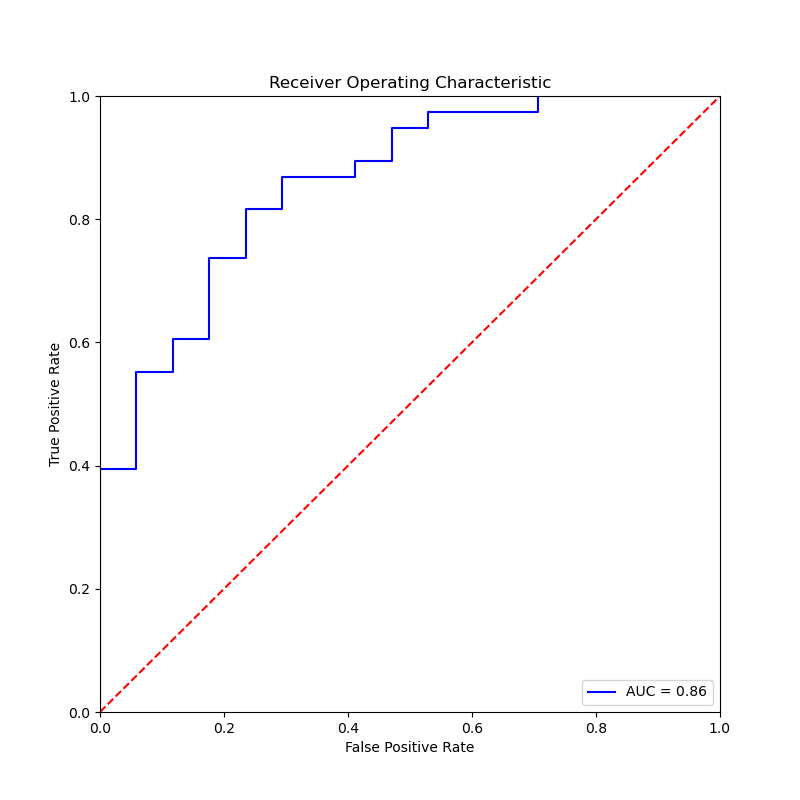 Receiver Operating Characteristic
True Positive Rate
1.0
0.8
0.6
0.4
0.2
0.0
AUC = 0.86
0.0 0.2 0.4 0.6 0.8 1.0
False Positive Rate